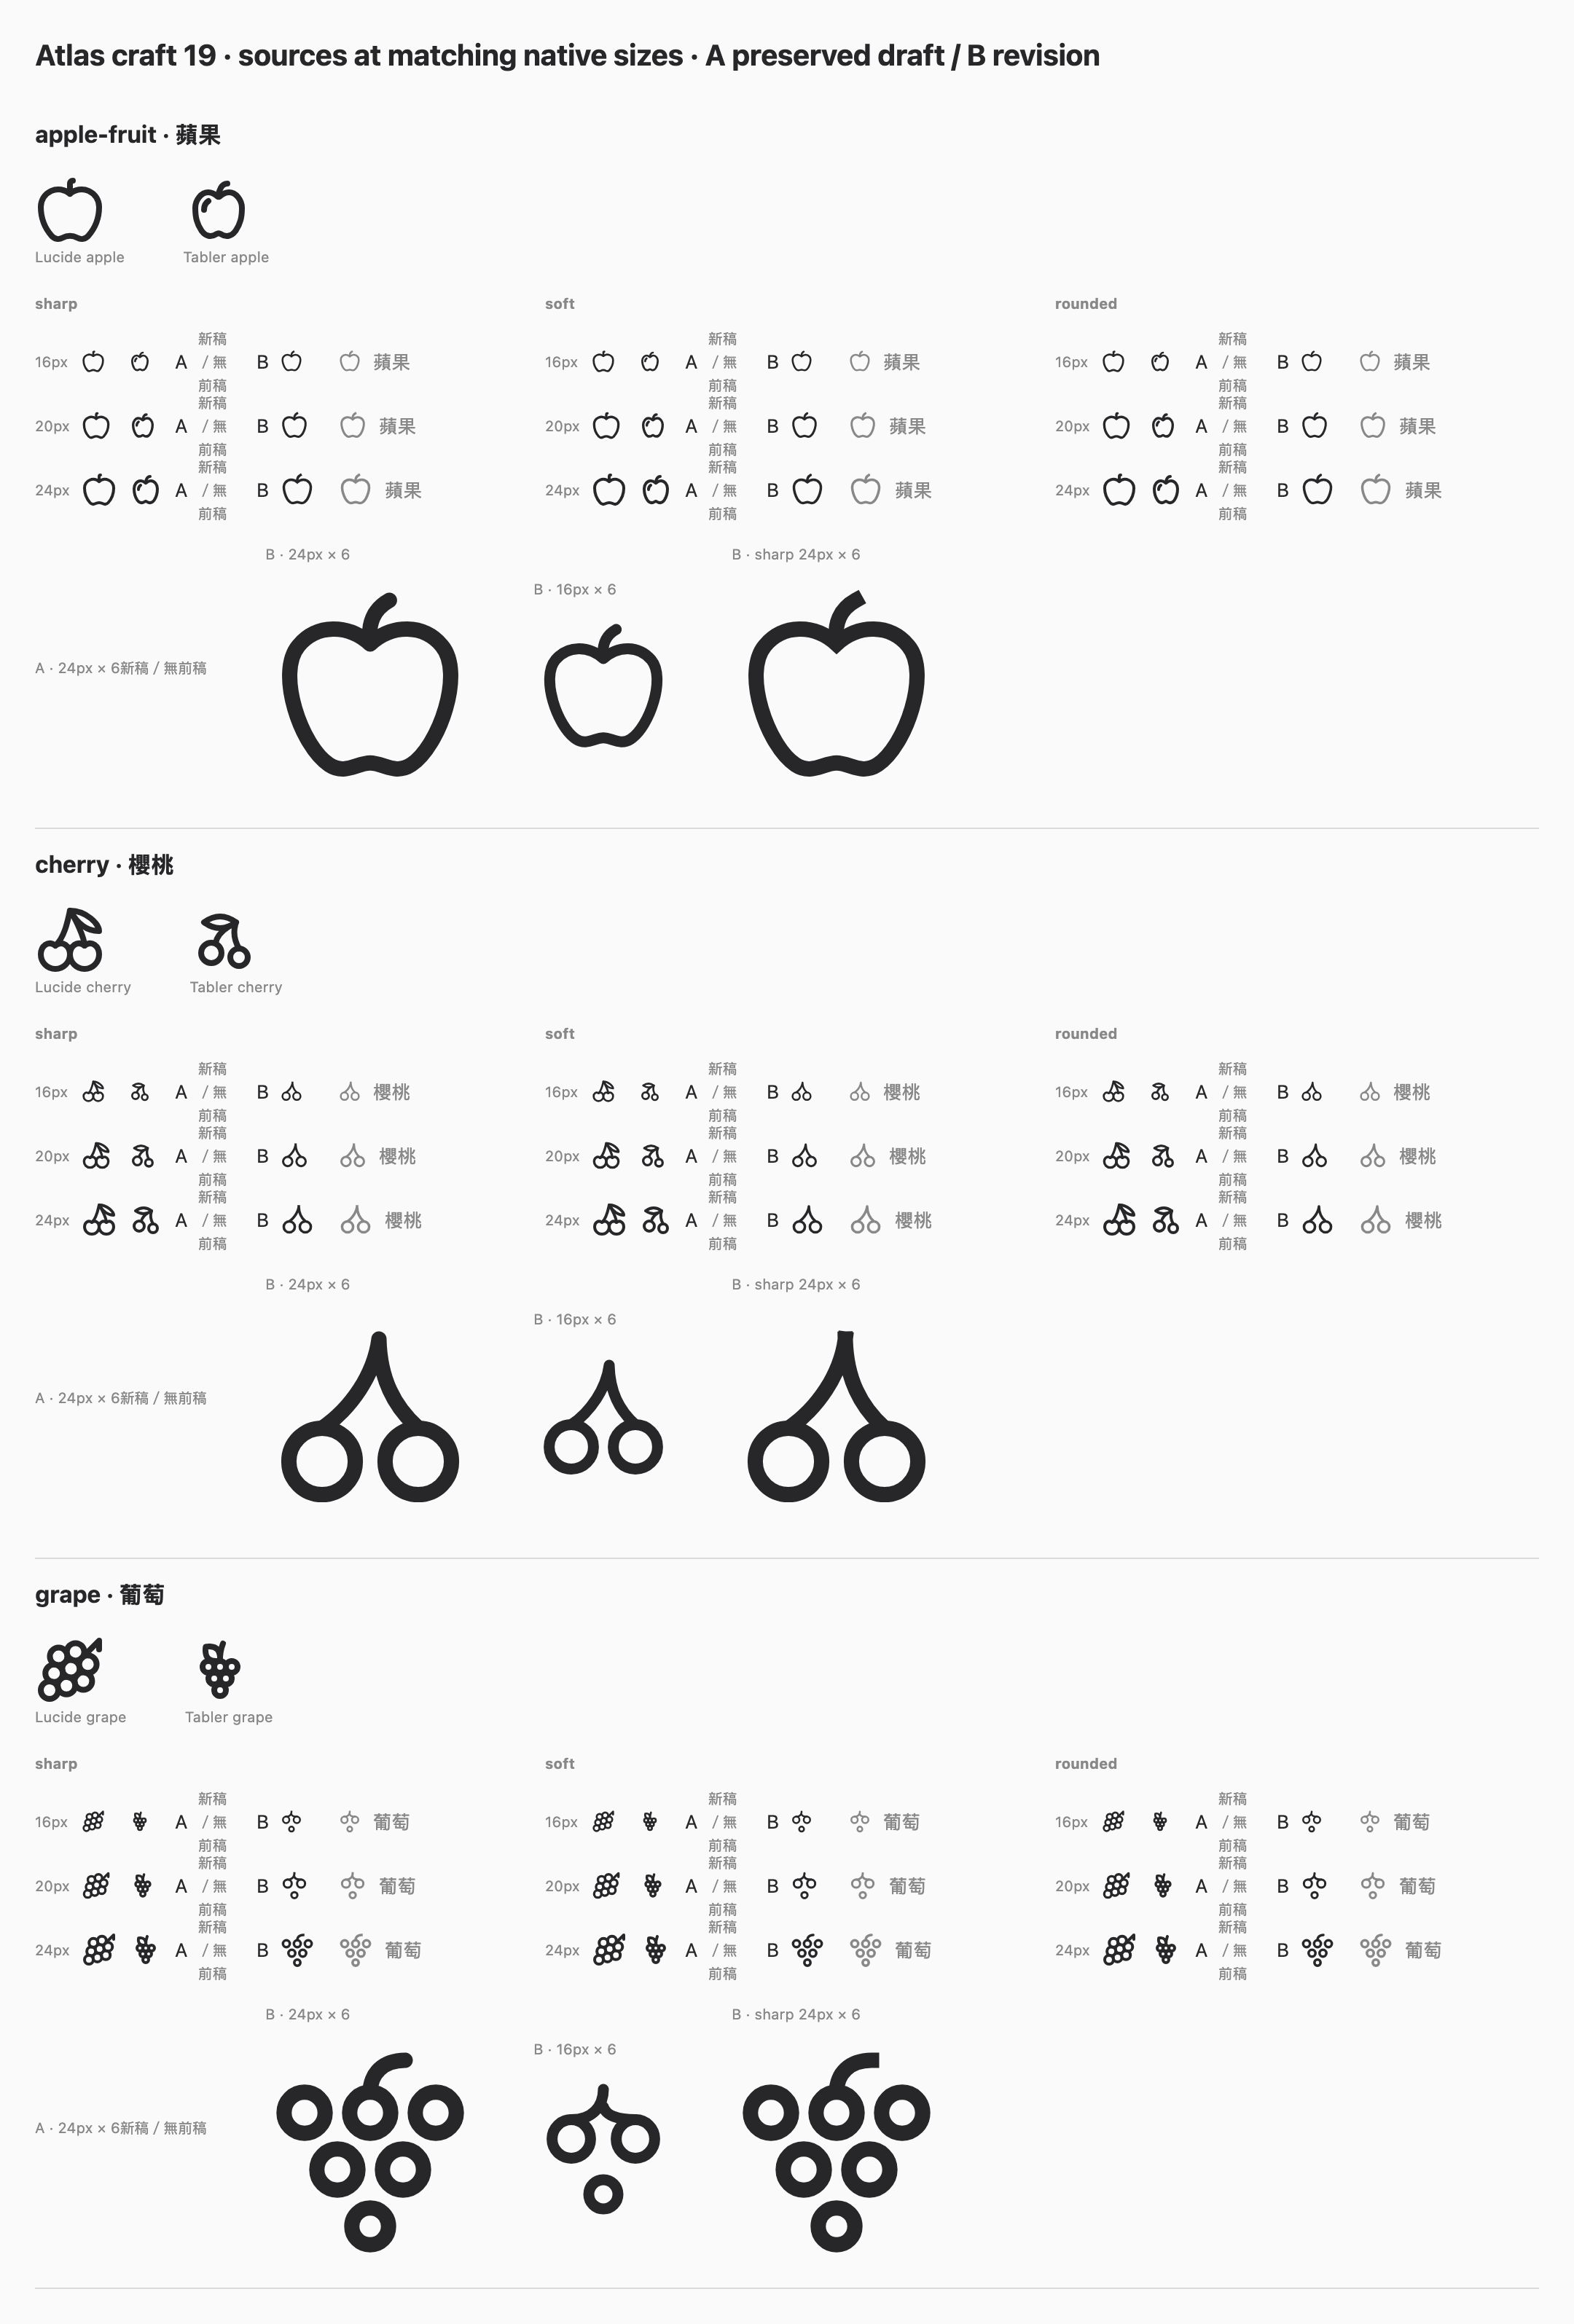 Atlas craft 19 · sources at matching native sizes · A preserved draft / B revision
apple-fruit · 蘋果
Lucide apple
Tabler apple
sharp
16px A 新稿 / 無前稿 B 蘋果
20px A 新稿 / 無前稿 B 蘋果
24px A 新稿 / 無前稿 B 蘋果
soft
16px A 新稿 / 無前稿 B 蘋果
20px A 新稿 / 無前稿 B 蘋果
24px A 新稿 / 無前稿 B 蘋果
rounded
16px A 新稿 / 無前稿 B 蘋果
20px A 新稿 / 無前稿 B 蘋果
24px A 新稿 / 無前稿 B 蘋果
A · 24px × 6新稿 / 無前稿
B · 24px × 6
B · 16px × 6
B · sharp 24px × 6
cherry · 櫻桃
Lucide cherry
Tabler cherry
sharp
16px A 新稿 / 無前稿 B 櫻桃
20px A 新稿 / 無前稿 B 櫻桃
24px A 新稿 / 無前稿 B 櫻桃
soft
16px A 新稿 / 無前稿 B 櫻桃
20px A 新稿 / 無前稿 B 櫻桃
24px A 新稿 / 無前稿 B 櫻桃
rounded
16px A 新稿 / 無前稿 B 櫻桃
20px A 新稿 / 無前稿 B 櫻桃
24px A 新稿 / 無前稿 B 櫻桃
A · 24px × 6新稿 / 無前稿
B · 24px × 6
B · 16px × 6
B · sharp 24px × 6
grape · 葡萄
Lucide grape
Tabler grape
sharp
16px A 新稿 / 無前稿 B 葡萄
20px A 新稿 / 無前稿 B 葡萄
24px A 新稿 / 無前稿 B 葡萄
soft
16px A 新稿 / 無前稿 B 葡萄
20px A 新稿 / 無前稿 B 葡萄
24px A 新稿 / 無前稿 B 葡萄
rounded
16px A 新稿 / 無前稿 B 葡萄
20px A 新稿 / 無前稿 B 葡萄
24px A 新稿 / 無前稿 B 葡萄
A · 24px × 6新稿 / 無前稿
B · 24px × 6
B · 16px × 6
B · sharp 24px × 6